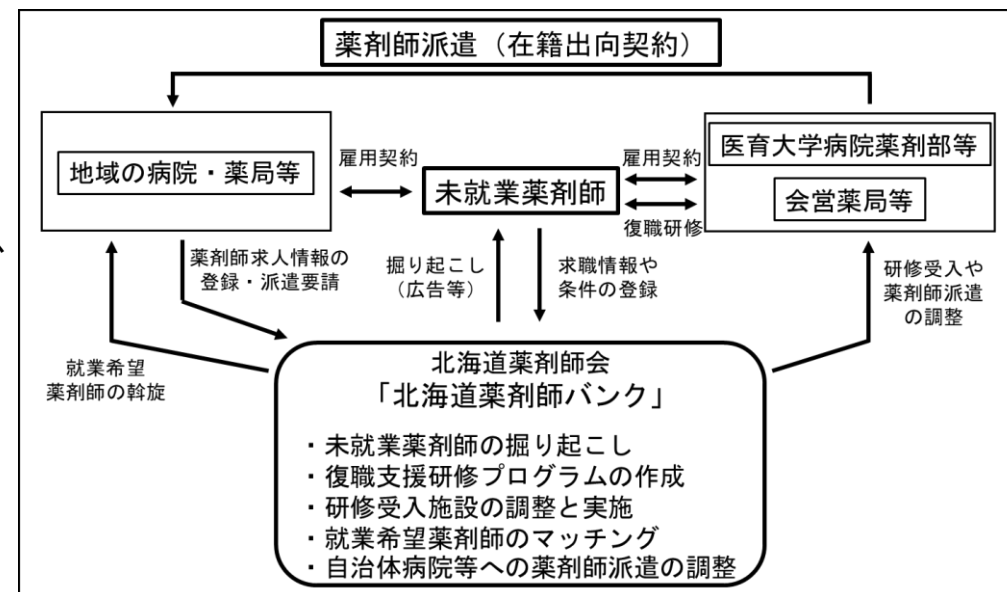 薬剤師派遣（在籍出向契約）
地域の病院・薬局等
雇用契約
未就業薬剤師
雇用契約
復職研修
医育大学病院薬剤部等
会営薬局等
薬剤師求人情報の
登録・派遣要請
掘り起こし
（広告等）
求職情報や
条件の登録
研修受入や
薬剤師派遣
の調整
就業希望
薬剤師の斡旋
北海道薬剤師会
「北海道薬剤師バンク」
・未就業薬剤師の掘り起こし
・復職支援研修プログラムの作成
・研修受入施設の調整と実施
・就業希望薬剤師のマッチング
・自治体病院等への薬剤師派遣の調整